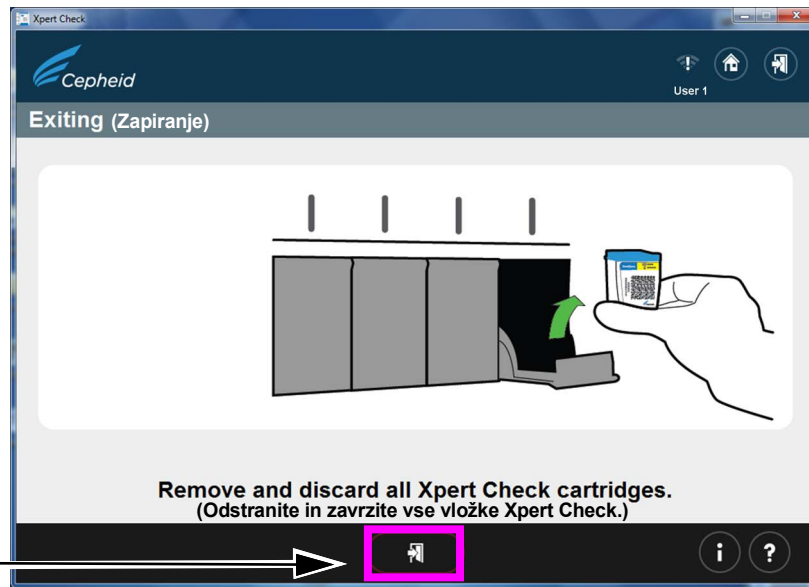 Xpert Check
Cepheid
User 1
Exiting (Zapiranje)
Remove and discard all Xpert Check cartridges.
(Odstranite in zavrzite vse vložke Xpert Check.)
i ?